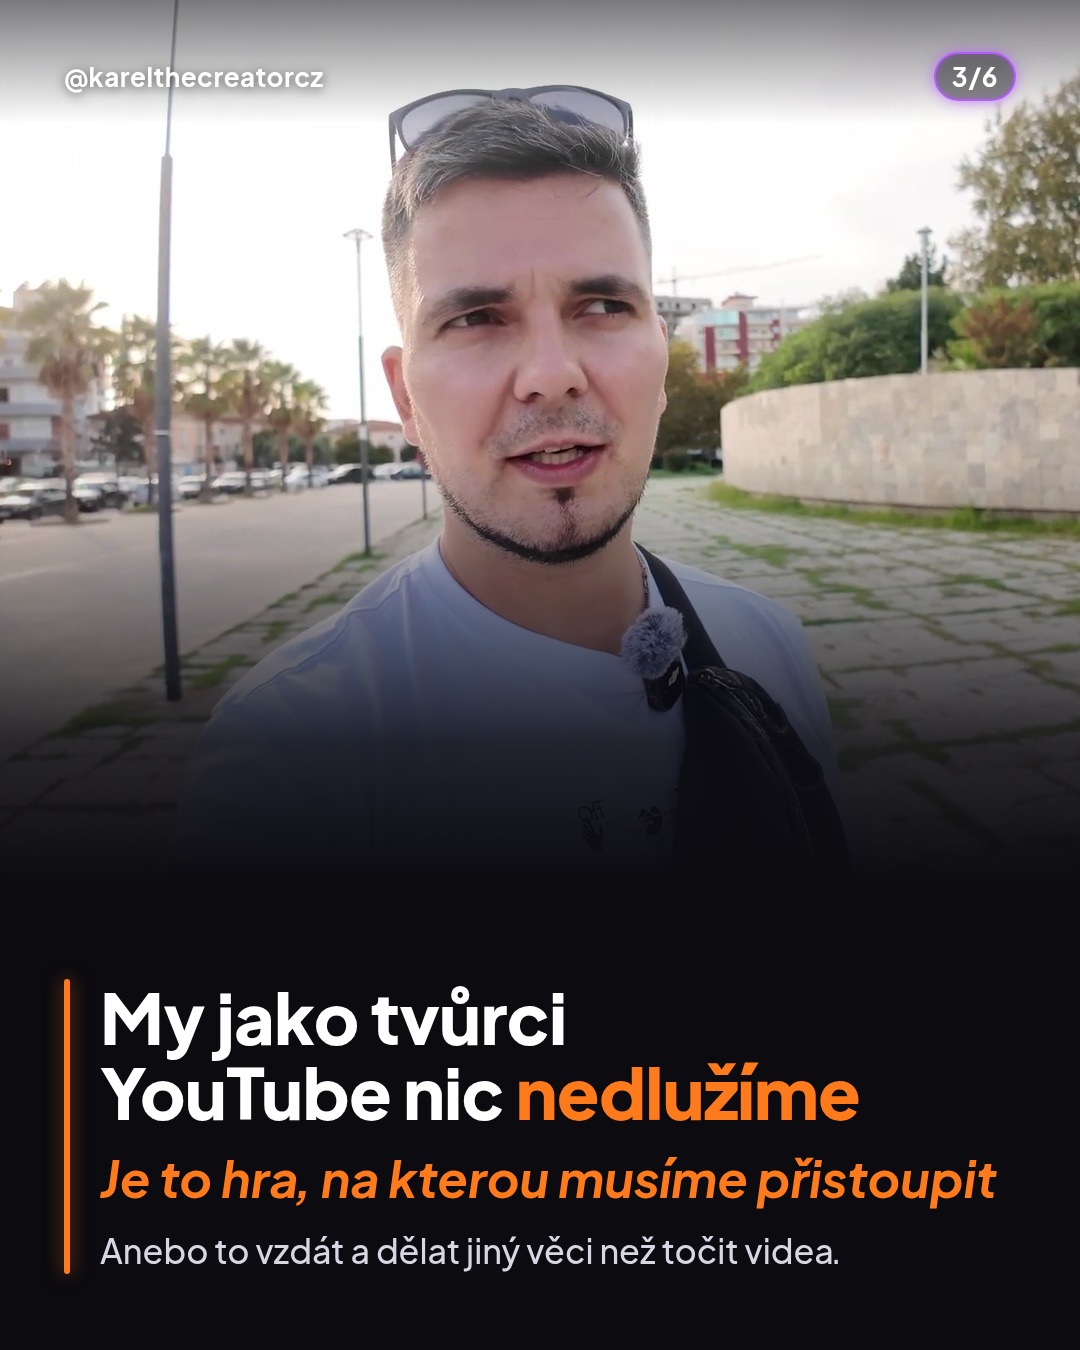 @karelthecreatorcz
3/6
Off
My jako tvůrci
YouTube nic nedlužíme
Je to hra, na kterou musíme přistoupit
Anebo to vzdát a dělat jiný věci než točit videa.